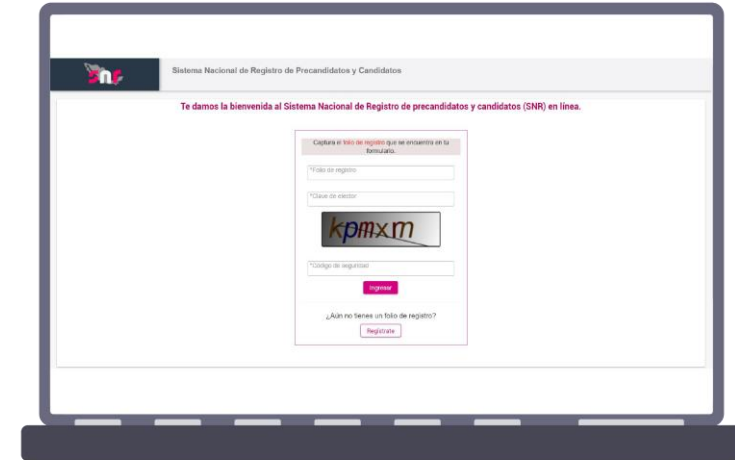 snr
Sistema Nacional de Registro de Precandidatos y Candidatos
Te damos la bienvenida al Sistema Nacional de Registro de precandidatos y candidatos (SNR) en línea.
Captura el folio de registro que se encuentra en tu
formulario.
*Folio de registro
*Clave de elector
kpmxm
*Código de seguridad
Ingresar
¿Aún no tienes un folio de registro?
Regístrate